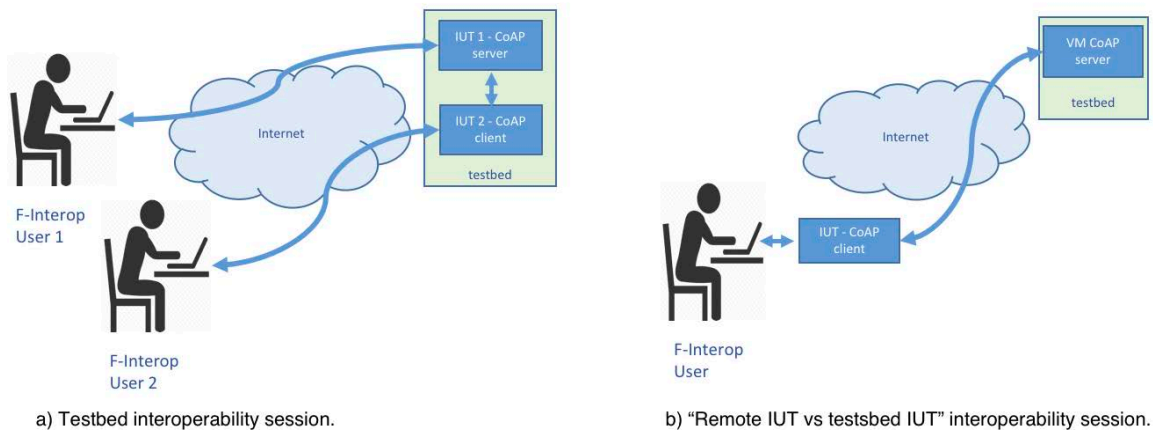 IUT 1 - CoAP
server
Internet
IUT 2 - CoAP
client
testbed
F-Interop
User 1
F-Interop
User 2
a) Testbed interoperability session.
VM CoAP
server
testbed
Internet
IUT - CoAP
client
F-Interop
User
b) “Remote IUT vs testsbed IUT” interoperability session.